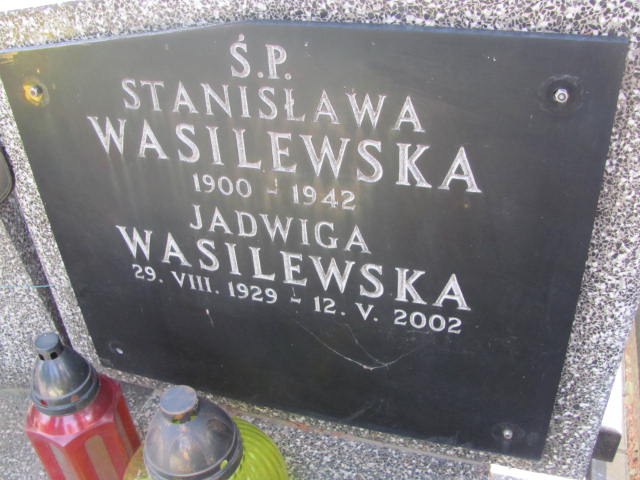 Ś.P.
STANISŁAWA
WASILEWSKA
1900 - 1942
JADWIGA
WASILEWSKA
29. VIII. 1929 - 12. V. 2002